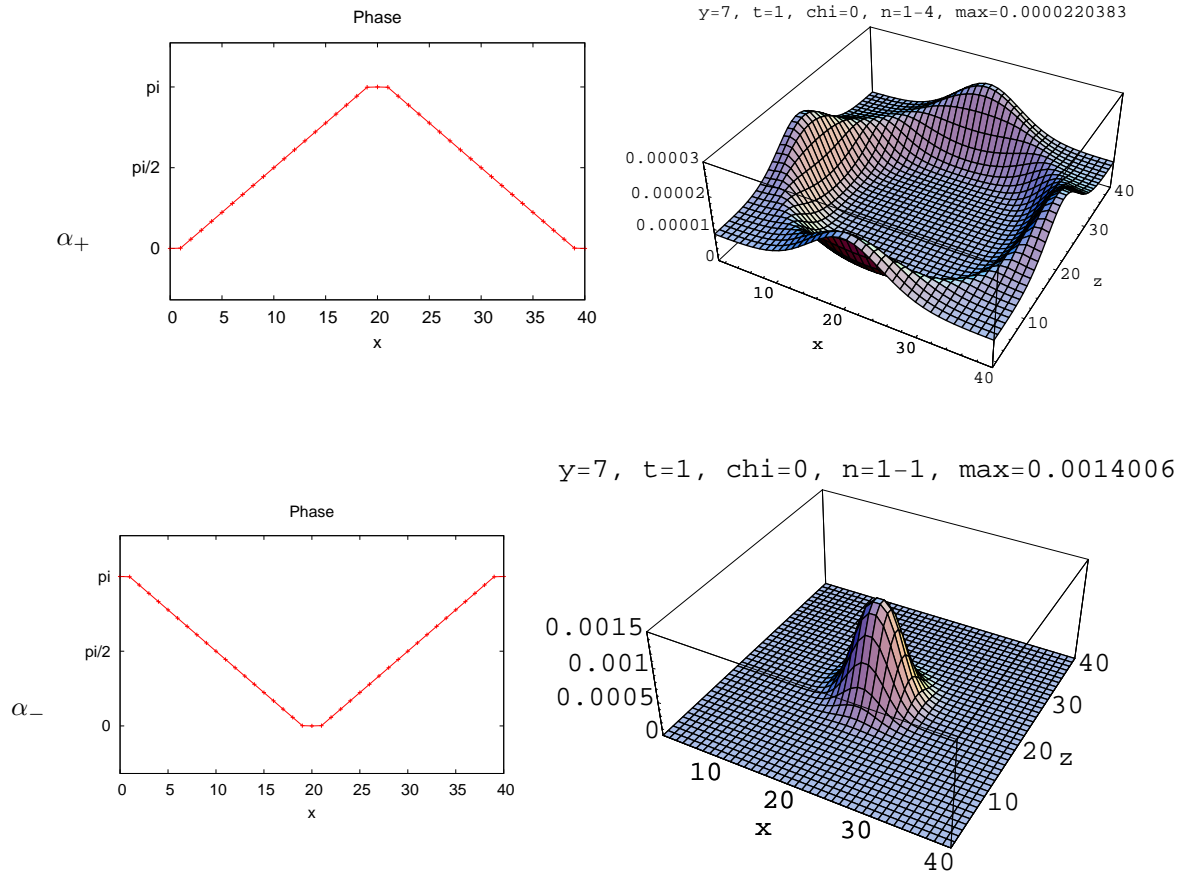 Phase
pi
pi/2
0
0 5 10 15 20 25 30 35 40
x
α+
y=7, t=1, chi=0, n=1-4, max=0.0000220383
0.00003
0.00002
0.00001
0
10
20
30
40
x
10
20
30
40
z
Phase
pi
pi/2
0
0 5 10 15 20 25 30 35 40
x
α−
y=7, t=1, chi=0, n=1-1, max=0.0014006
0.0015
0.001
0.0005
0
10
20
30
40
x
10
20
30
40
z